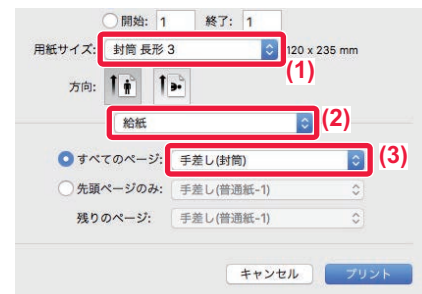 開始: 1 終了: 1
用紙サイズ: 封筒 長形 3 120 x 235 mm
(1)
方向:
給紙 (2)
すべてのページ: 手差し(封筒) (3)
先頭ページのみ: 手差し(普通紙-1)
残りのページ: 手差し(普通紙-1)
キャンセル プリント